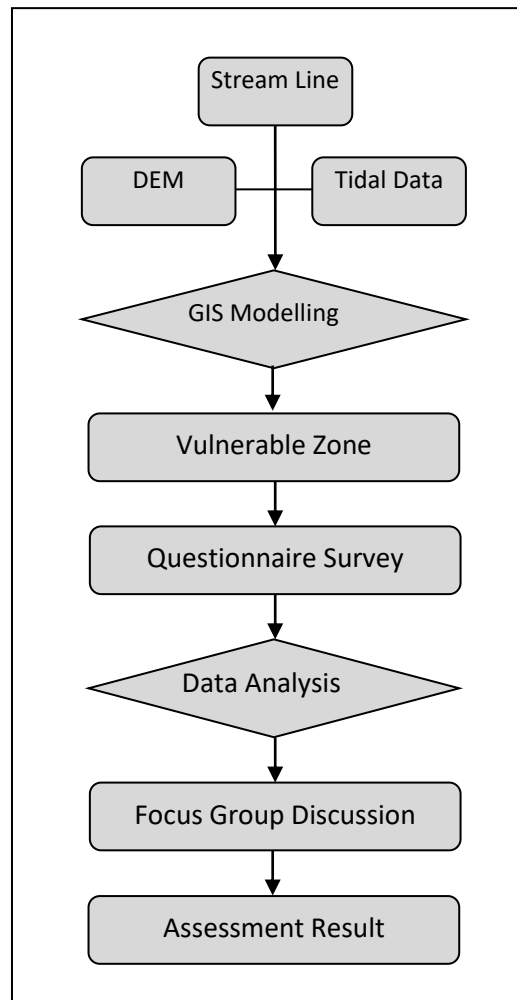 Stream Line
DEM
Tidal Data
GIS Modelling
Vulnerable Zone
Questionnaire Survey
Data Analysis
Focus Group Discussion
Assessment Result